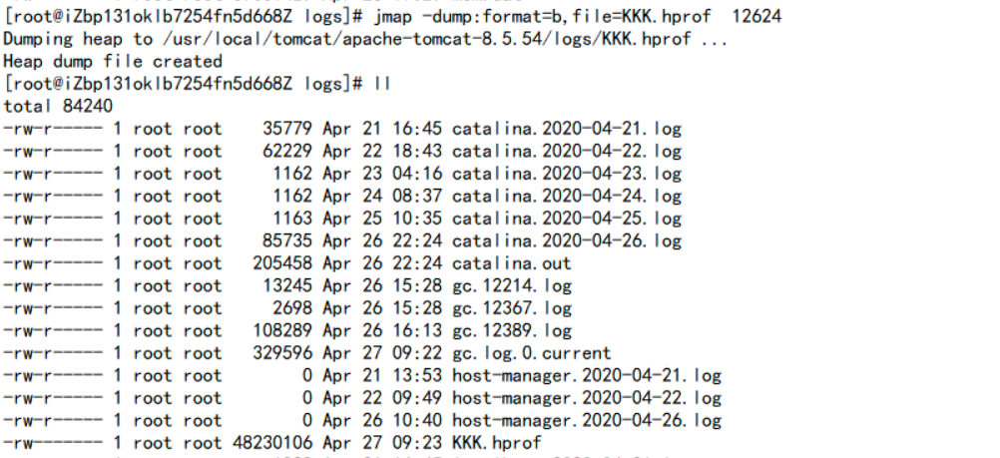 [root@iZbp131oklb7254fn5d668Z logs]# jmap -dump:format=b,file=KKK.hprof  12624
Dumping heap to /usr/local/tomcat/apache-tomcat-8.5.54/logs/KKK.hprof ...
Heap dump file created
[root@iZbp131oklb7254fn5d668Z logs]# ll
total 84240
-rw-r----- 1 root root    35779 Apr 21 16:45 catalina.2020-04-21.log
-rw-r----- 1 root root    62229 Apr 22 18:43 catalina.2020-04-22.log
-rw-r----- 1 root root     1162 Apr 23 04:16 catalina.2020-04-23.log
-rw-r----- 1 root root     1162 Apr 24 08:37 catalina.2020-04-24.log
-rw-r----- 1 root root     1163 Apr 25 10:35 catalina.2020-04-25.log
-rw-r----- 1 root root    85735 Apr 26 22:24 catalina.2020-04-26.log
-rw-r----- 1 root root   205458 Apr 26 22:24 catalina.out
-rw-r----- 1 root root    13245 Apr 26 15:28 gc.12214.log
-rw-r----- 1 root root     2698 Apr 26 15:28 gc.12367.log
-rw-r----- 1 root root   108289 Apr 26 16:13 gc.12389.log
-rw-r----- 1 root root   329596 Apr 27 09:22 gc.log.0.current
-rw-r----- 1 root root        0 Apr 21 13:53 host-manager.2020-04-21.log
-rw-r----- 1 root root        0 Apr 22 09:49 host-manager.2020-04-22.log
-rw-r----- 1 root root        0 Apr 26 10:40 host-manager.2020-04-26.log
-rw------- 1 root root 48230106 Apr 27 09:23 KKK.hprof